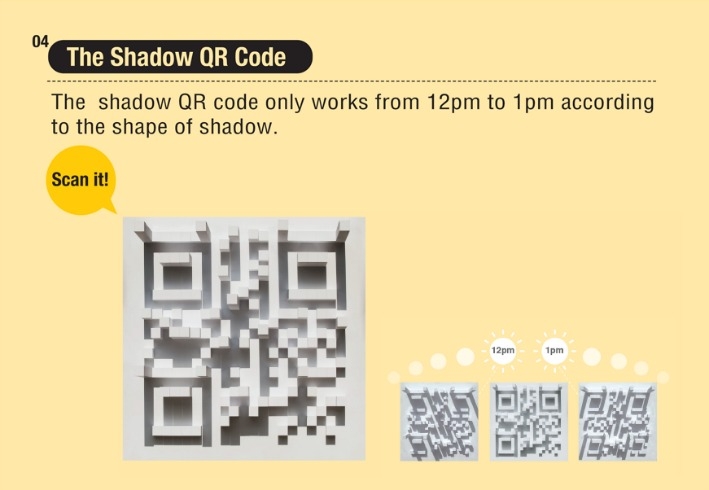 04
The Shadow QR Code
The shadow QR code only works from 12pm to 1pm according
to the shape of shadow.
Scan it!
12pm
1pm